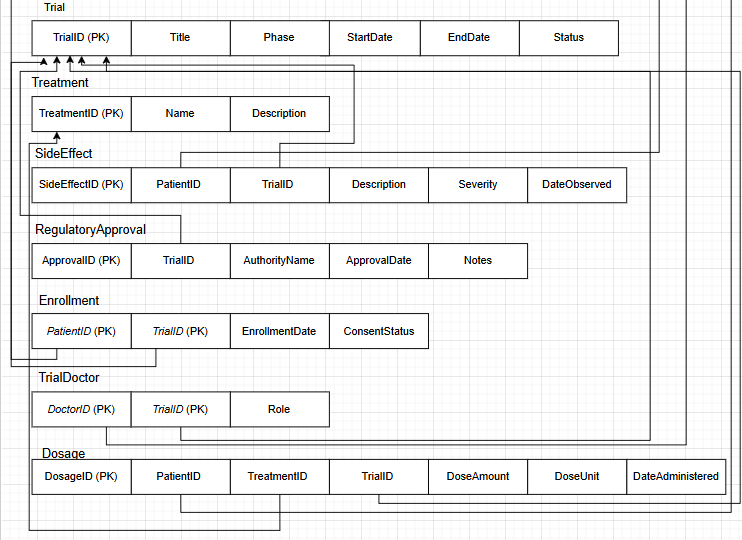 Trial
TrialID (PK) Title Phase StartDate EndDate Status
Treatment
TreatmentID (PK) Name Description
SideEffect
SideEffectID (PK) PatientID TrialID Description Severity DateObserved
RegulatoryApproval
ApprovalID (PK) TrialID AuthorityName ApprovalDate Notes
Enrollment
PatientID (PK) TrialID (PK) EnrollmentDate ConsentStatus
TrialDoctor
DoctorID (PK) TrialID (PK) Role
Dosage
DosageID (PK) PatientID TreatmentID TrialID DoseAmount DoseUnit DateAdministered